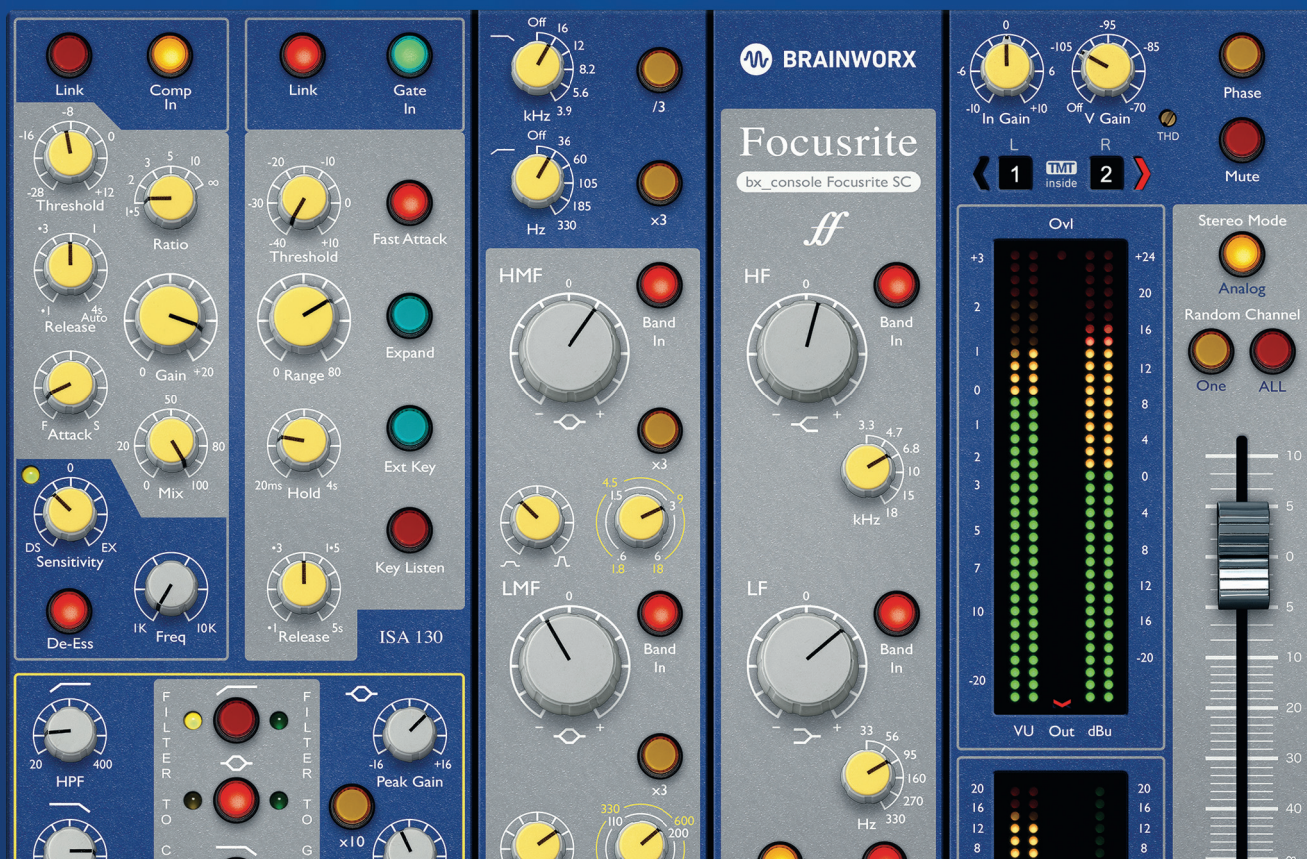 Link
Comp
In
-8
-16
0
-28
+12
Threshold
3
5
10
2
∞
1•5
Ratio
•3
1
•1
4s
Auto
Release
0
Gain
+20
F
S
Attack
50
20
80
0
100
Mix
0
DS
EX
Sensitivity
De-Ess
1K
10K
Freq
Link
Gate
In
-20
-10
-30
0
-40
+10
Threshold
Fast Attack
0 Range 80
Expand
20ms Hold 4s
Ext Key
Key Listen
•3
1•5
•1 Release 5s
ISA 130
20
400
HPF
FILTER TO C
FILTER TO G
-16
+16
Peak Gain
x10
Off
16
12
8.2
5.6
3.9
kHz
/3
Off
36
60
105
185
330
Hz
x3
HMF
0
Band
In
-
+
x3
4.5
9
1.5
3
.6
6
1.8
18
LMF
0
Band
In
-
+
x3
330
600
110
200
BRAINWORX
Focusrite
bx_console Focusrite SC
ff
HF
0
Band
In
-
+
3.3
4.7
6.8
10
15
18
kHz
LF
0
Band
In
-
+
33
56
95
160
270
330
Hz
0
-6
6
-10
+10
In Gain
-95
-105
-85
Off
-70
V Gain
THD
Phase
Mute
L
R
1
TMT
inside
2
Ovl
+3
2
1
0
1
2
3
5
7
10
-20
+24
20
16
12
8
4
0
4
8
12
16
-20
VU
Out
dBu
20
16
12
8
20
16
12
8
Stereo Mode
Analog
Random Channel
One
ALL
10
5
0
5
10
20
30
40